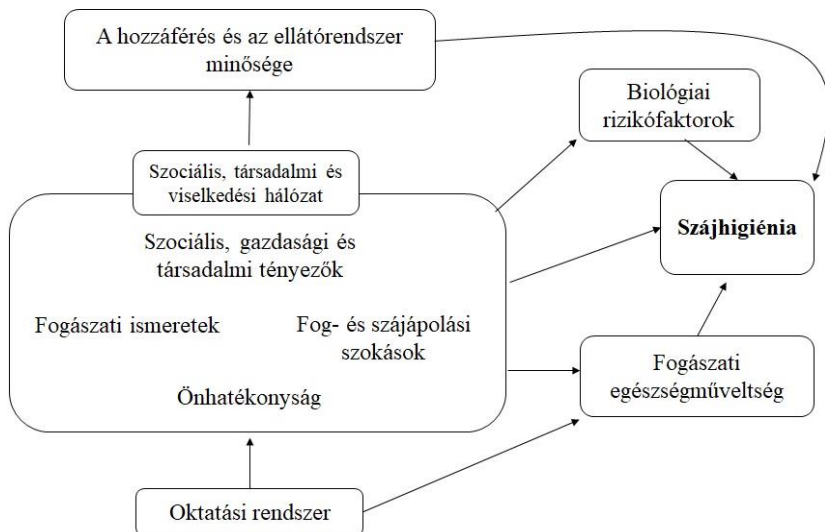 A hozzáférés és az ellátórendszer
minősége
Biológiai
rizikófaktorok
Szociális, társadalmi és
viselkedési hálózat
Szájhigiénia
Szociális, gazdasági és
társadalmi tényezők
Fogászati ismeretek
Fog- és szájápolási
szokások
Fogászati
egészségműveltség
Önhatékonyság
Oktatási rendszer